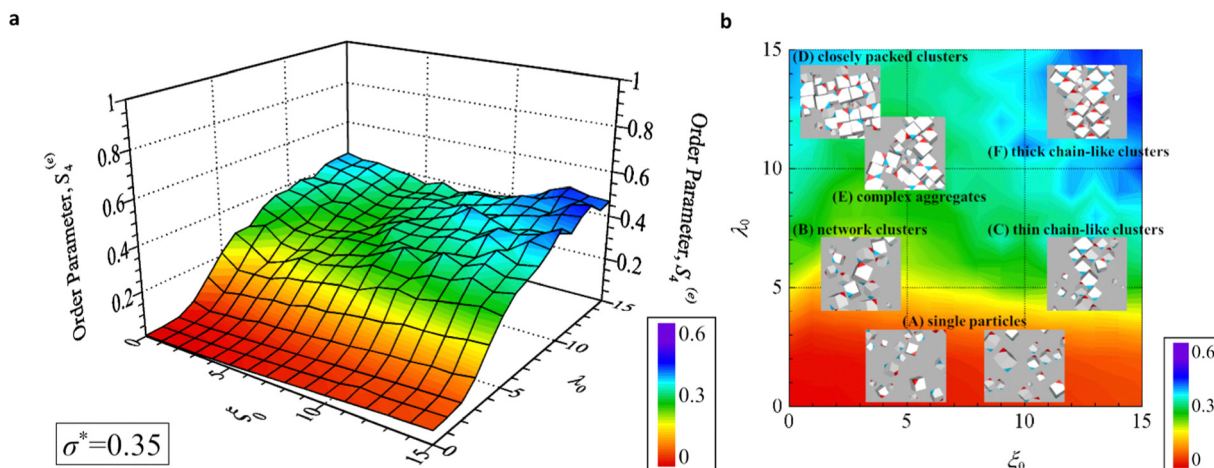 a
1
0.8
0.6
0.4
0.2
Order Parameter, S₄⁽ᵉ⁾
0
5
10
15
ξ₀
1
0.8
0.6
0.4
0.2
Order Parameter, S₄⁽ᵉ⁾
15
10
5
0
λ₀
σ*=0.35
0.6
0.3
0
b
15
10
5
0
λ₀
(D) closely packed clusters
(F) thick chain-like clusters
(E) complex aggregates
(B) network clusters
(C) thin chain-like clusters
(A) single particles
0
5
10
15
ξ₀
0.6
0.3
0